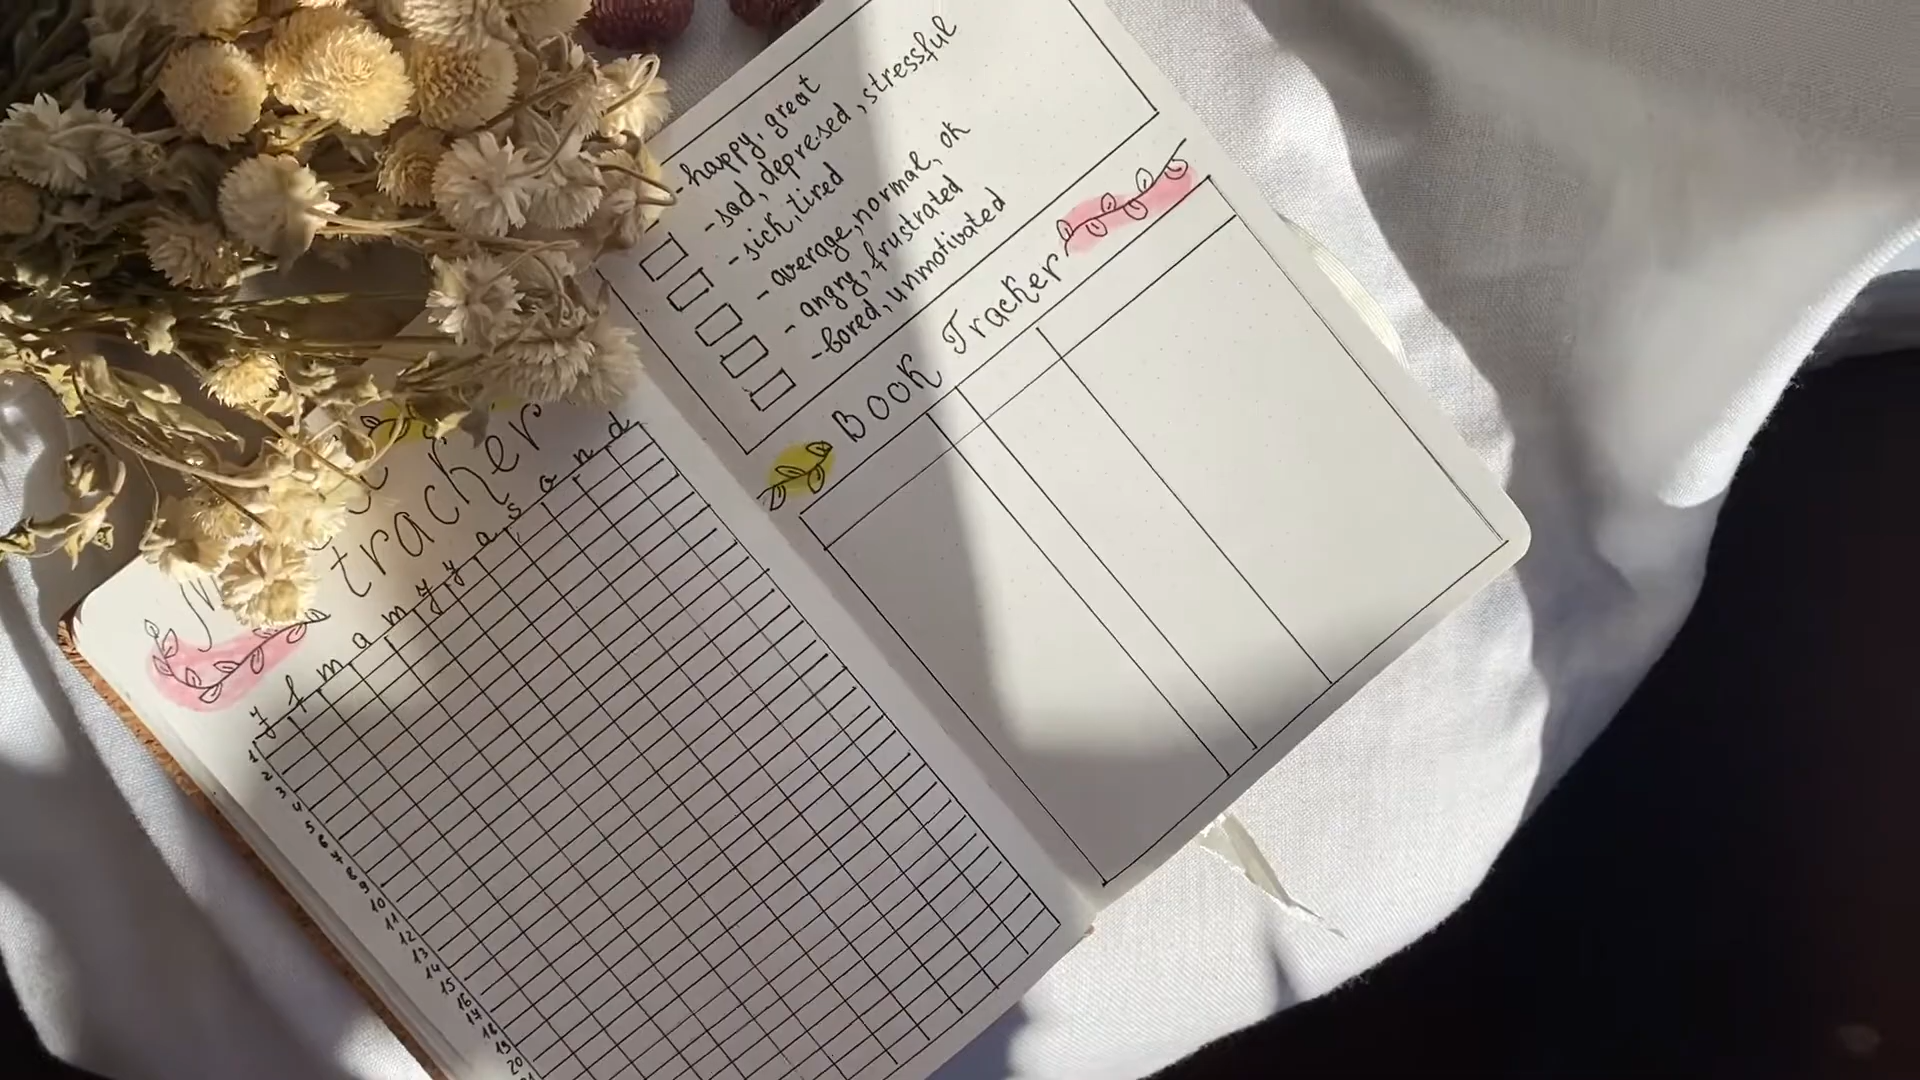 tracker
y f m a m y y a s o n d
1
2
3
4
5
6
7
8
9
10
11
12
13
14
15
16
17
18
19
20
21
- happy, great
- sad, depresed, stressful
- sick, tired
- average, normal, ok
- angry, frustrated
- bored, unmotivated
Book Tracker